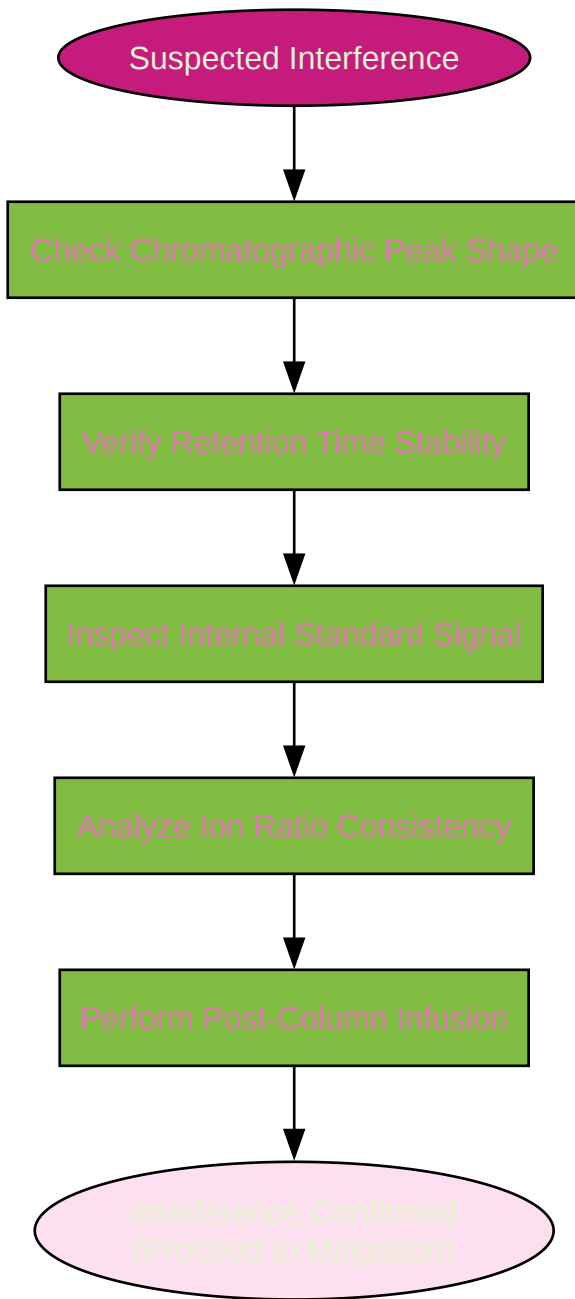 Suspected Interference
Check Chromatographic Peak Shape
Verify Retention Time Stability
Inspect Internal Standard Signal
Analyze Ion Ratio Consistency
Perform Post-Column Infusion
Interference Confirmed
(Proceed to Mitigation)